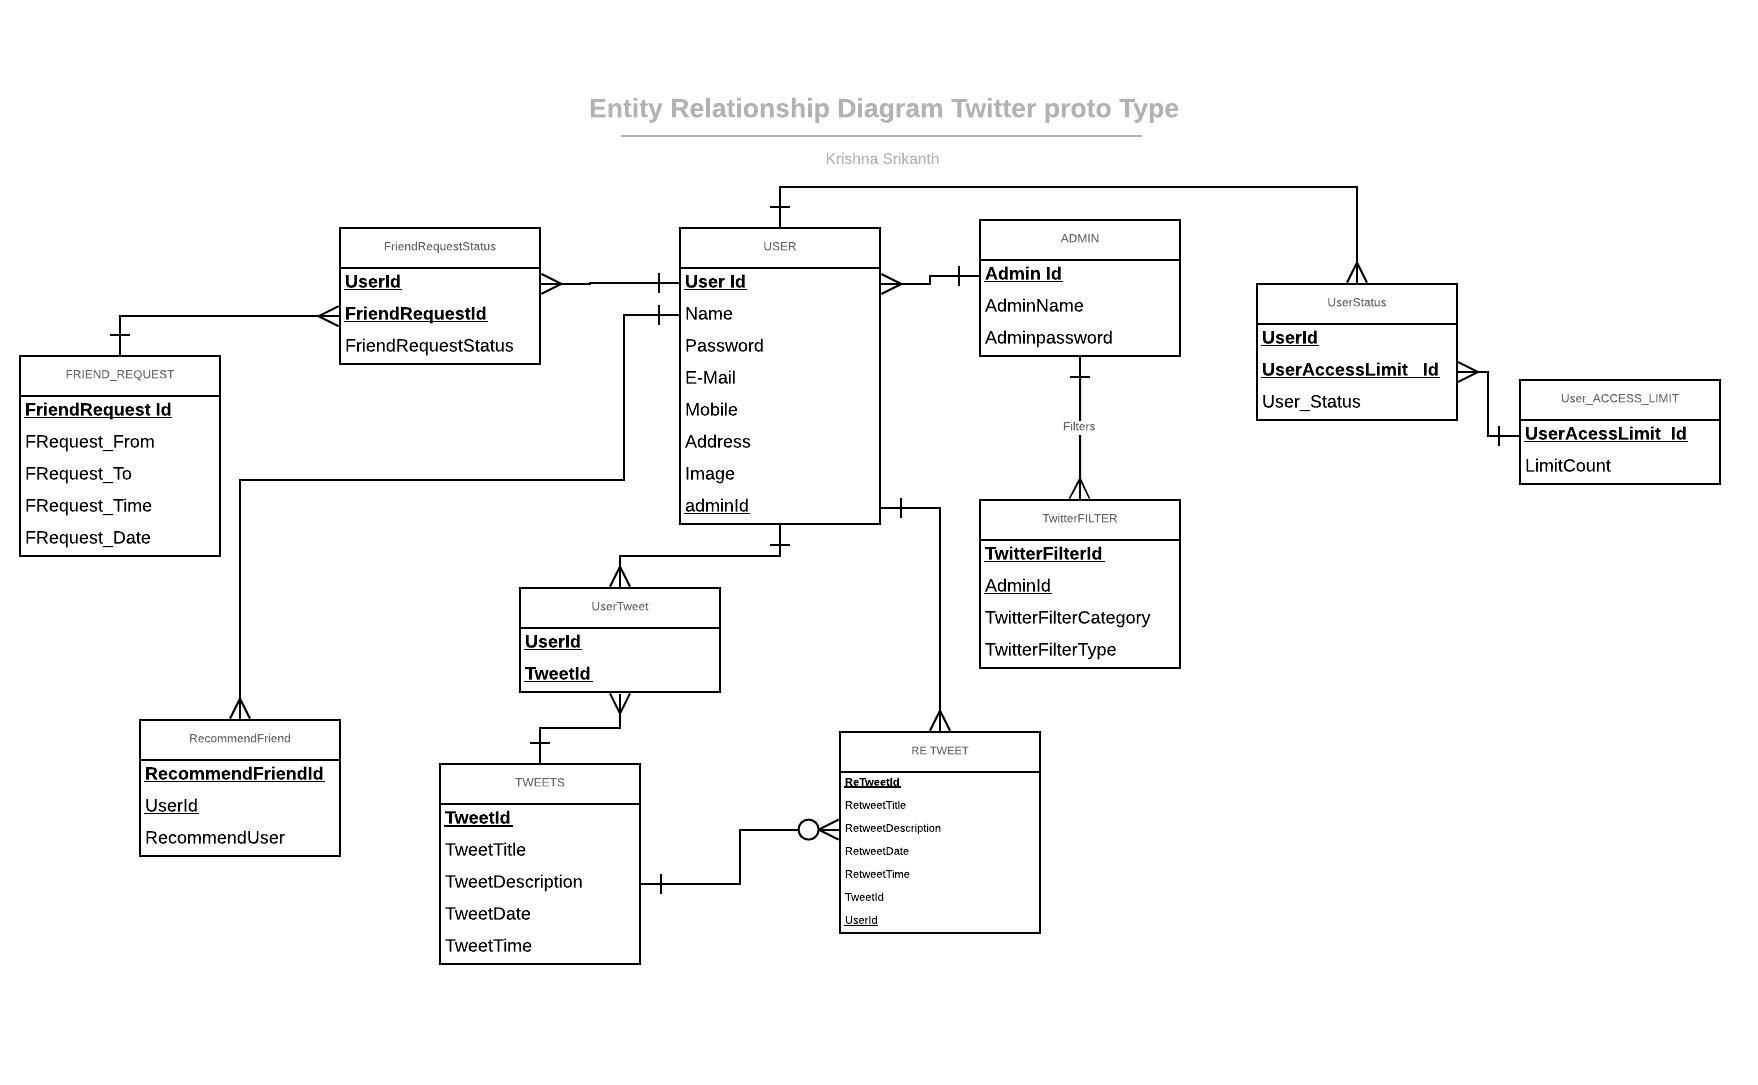 Entity Relationship Diagram Twitter proto Type
Krishna Srikanth
FriendRequestStatus
UserId
FriendRequestId
FriendRequestStatus
USER
User Id
Name
Password
E-Mail
Mobile
Address
Image
adminId
ADMIN
Admin Id
AdminName
Adminpassword
Filters
UserStatus
UserId
UserAccessLimit_ Id
User_Status
User_ACCESS_LIMIT
UserAcessLimit_Id
LimitCount
FRIEND_REQUEST
FriendRequest Id
FRequest_From
FRequest_To
FRequest_Time
FRequest_Date
TwitterFILTER
TwitterFilterId
AdminId
TwitterFilterCategory
TwitterFilterType
UserTweet
UserId
TweetId
RecommendFriend
RecommendFriendId
UserId
RecommendUser
TWEETS
TweetId
TweetTitle
TweetDescription
TweetDate
TweetTime
RE TWEET
ReTweetId
RetweetTitle
RetweetDescription
RetweetDate
RetweetTime
TweetId
UserId